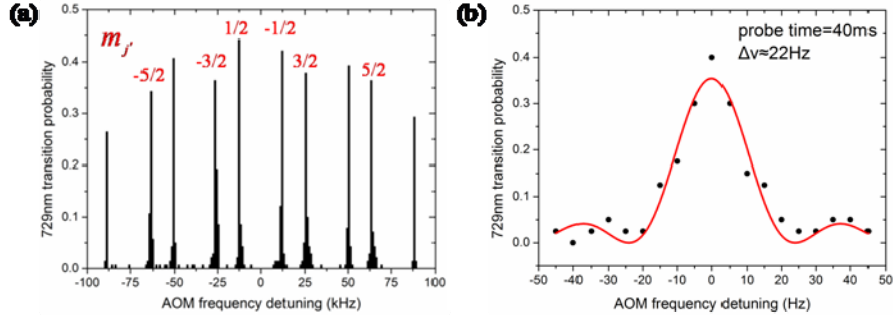 (a)
729nm transition probability
0.5
0.4
0.3
0.2
0.1
0.0
m_j'
-5/2
-3/2
1/2
-1/2
3/2
5/2
-100 -75 -50 -25 0 25 50 75 100
AOM frequency detuning (kHz)
(b)
729nm transition probability
0.5
0.4
0.3
0.2
0.1
0.0
probe time=40ms
Δv≈22Hz
-50 -40 -30 -20 -10 0 10 20 30 40 50
AOM frequency detuning (Hz)